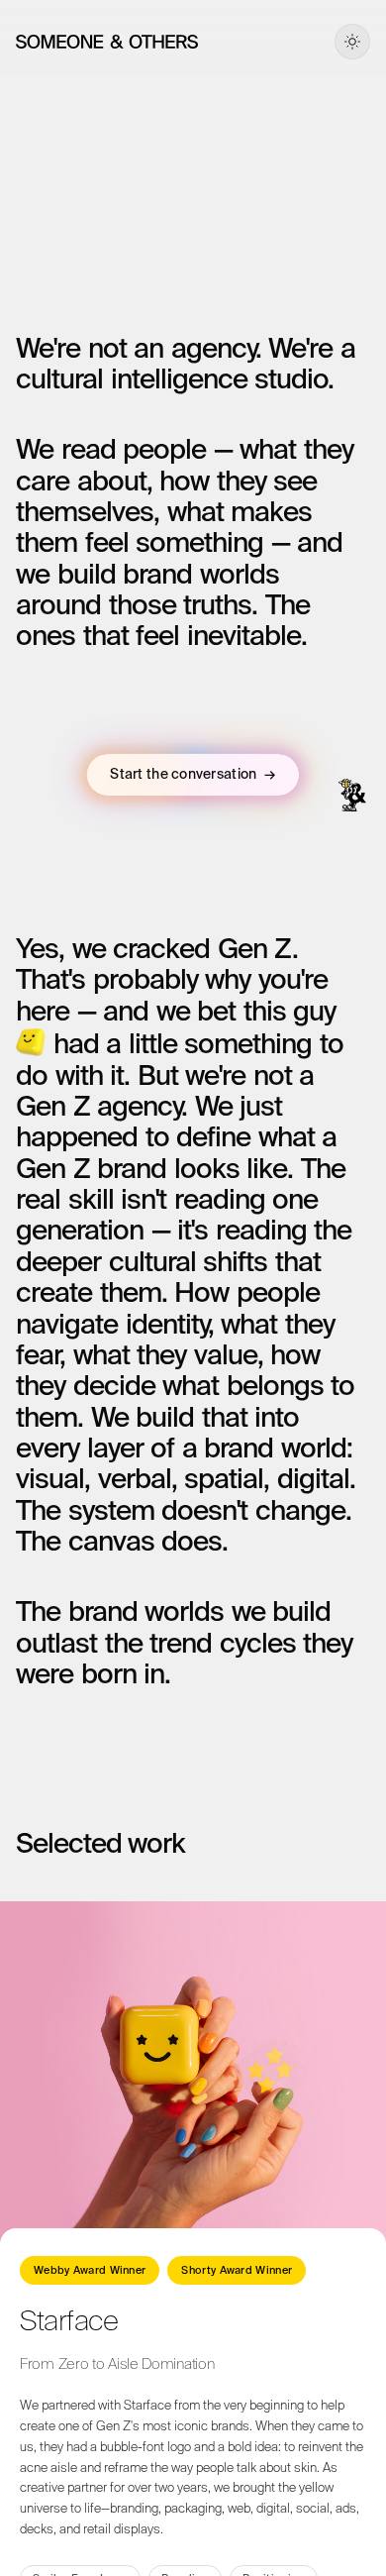 SOMEONE & OTHERS
We're not an agency. We're a
cultural intelligence studio.
We read people — what they
care about, how they see
themselves, what makes
them feel something — and
we build brand worlds
around those truths. The
ones that feel inevitable.
Start the conversation →
Yes, we cracked Gen Z.
That's probably why you're
here — and we bet this guy
had a little something to
do with it. But we're not a
Gen Z agency. We just
happened to define what a
Gen Z brand looks like. The
real skill isn't reading one
generation — it's reading the
deeper cultural shifts that
create them. How people
navigate identity, what they
fear, what they value, how
they decide what belongs to
them. We build that into
every layer of a brand world:
visual, verbal, spatial, digital.
The system doesn't change.
The canvas does.
The brand worlds we build
outlast the trend cycles they
were born in.
Selected work
Webby Award Winner
Shorty Award Winner
Starface
From Zero to Aisle Domination
We partnered with Starface from the very beginning to help
create one of Gen Z's most iconic brands. When they came to
us, they had a bubble-font logo and a bold idea: to reinvent the
acne aisle and reframe the way people talk about skin. As
creative partner for over two years, we brought the yellow
universe to life—branding, packaging, web, digital, social, ads,
decks, and retail displays.